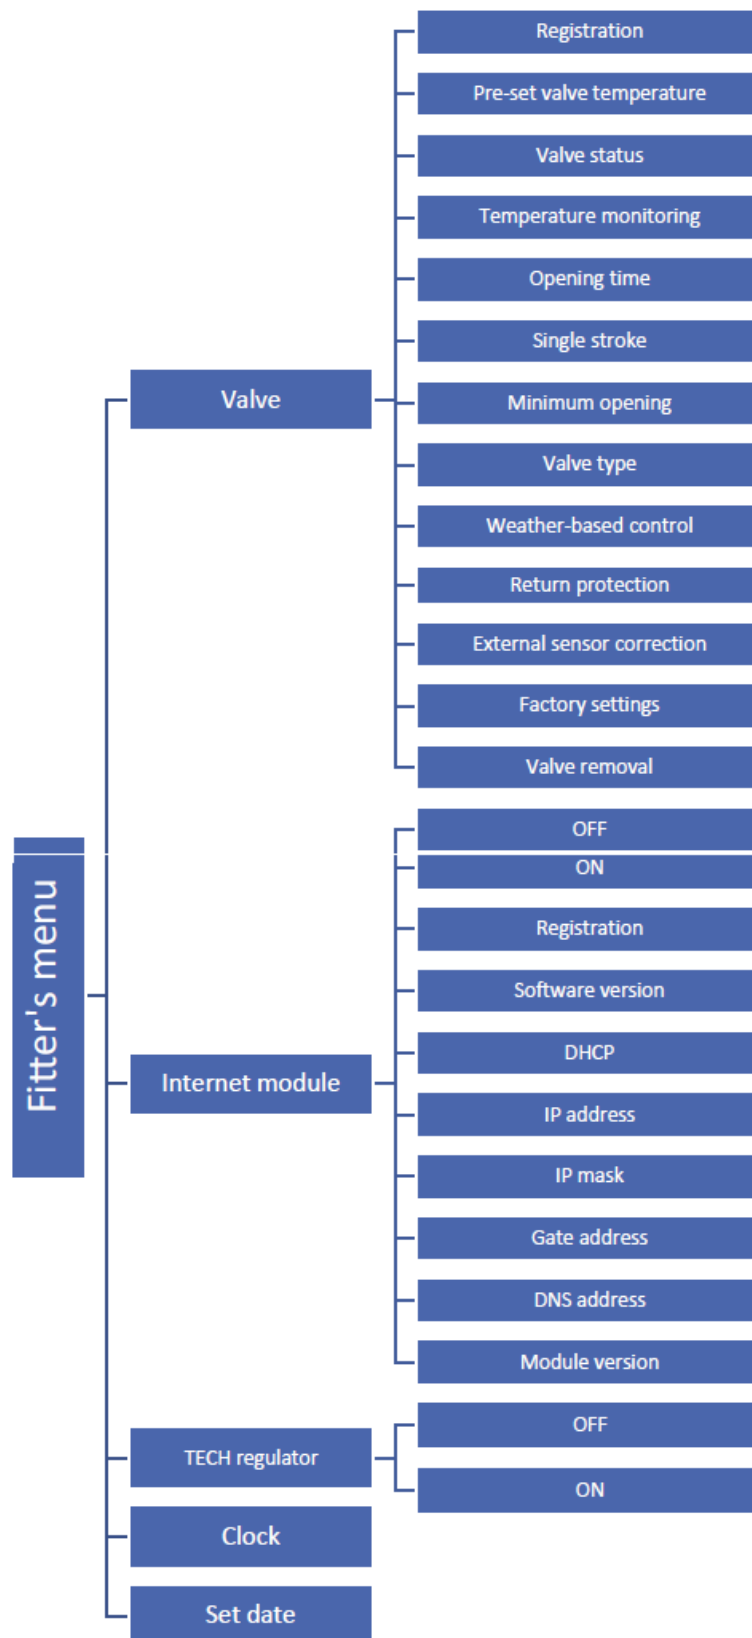 Fitter's menu
Valve
Registration
Pre-set valve temperature
Valve status
Temperature monitoring
Opening time
Single stroke
Minimum opening
Valve type
Weather-based control
Return protection
External sensor correction
Factory settings
Valve removal
Internet module
OFF
ON
Registration
Software version
DHCP
IP address
IP mask
Gate address
DNS address
Module version
TECH regulator
OFF
ON
Clock
Set date